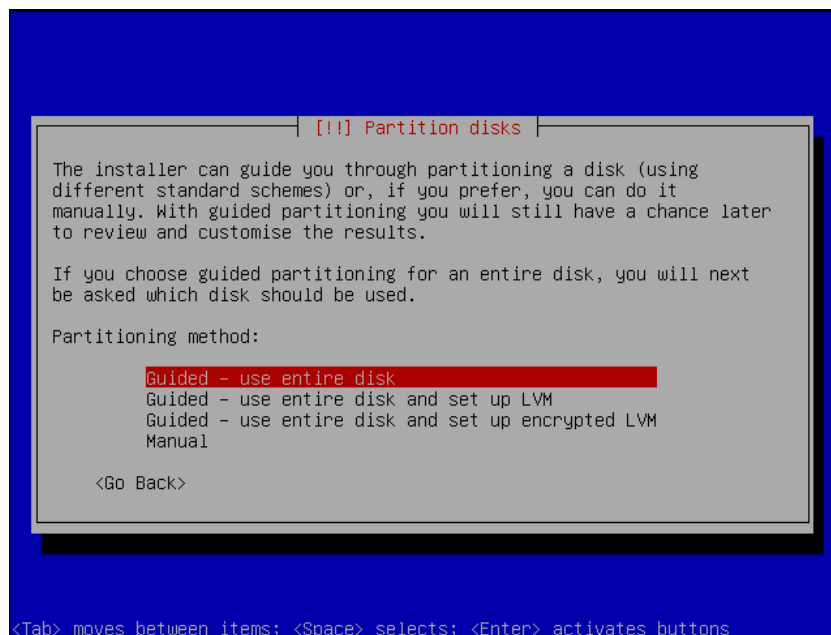 [!!] Partition disks
The installer can guide you through partitioning a disk (using
different standard schemes) or, if you prefer, you can do it
manually. With guided partitioning you will still have a chance later
to review and customise the results.
If you choose guided partitioning for an entire disk, you will next
be asked which disk should be used.
Partitioning method:
Guided - use entire disk
Guided - use entire disk and set up LVM
Guided - use entire disk and set up encrypted LVM
Manual
<Go Back>
<Tab> moves between items; <Space> selects; <Enter> activates buttons